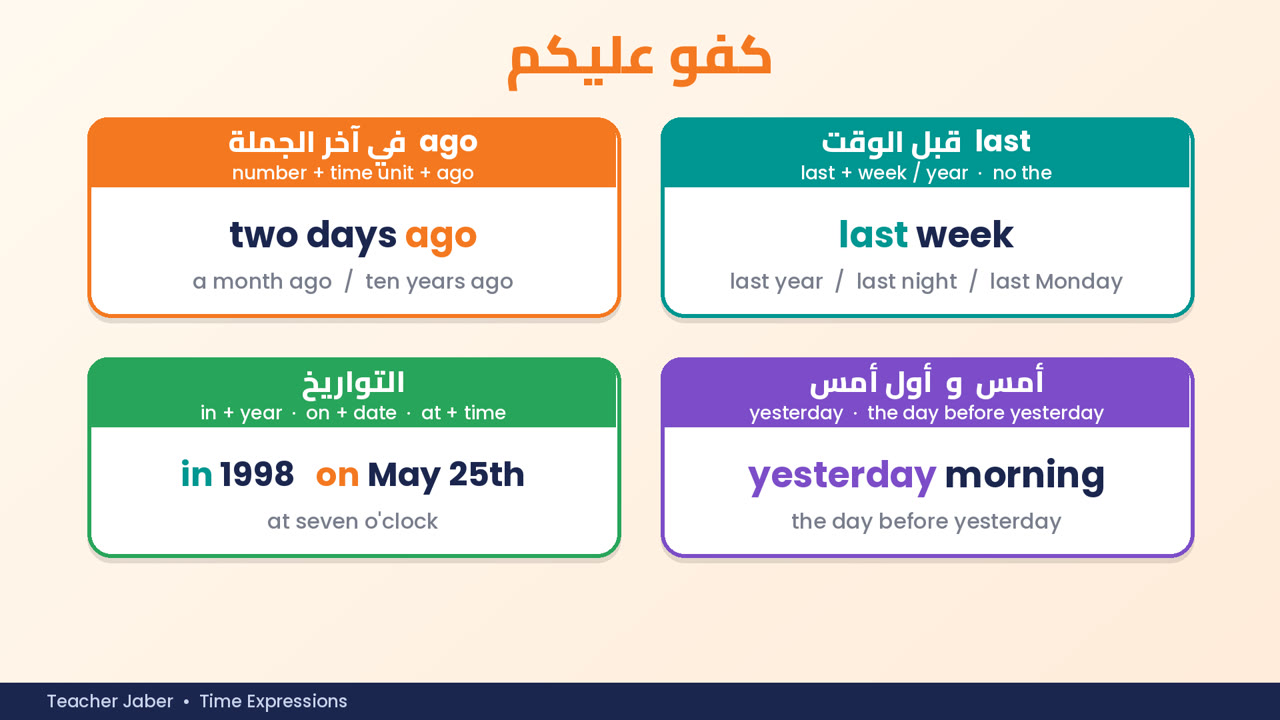 كفو عليكم
ago في آخر الجملة
number + time unit + ago
two days ago
a month ago / ten years ago
last قبل الوقت
last + week / year · no the
last week
last year / last night / last Monday
التواريخ
in + year · on + date · at + time
in 1998 on May 25th
at seven o'clock
أمس و أول أمس
yesterday · the day before yesterday
yesterday morning
the day before yesterday
Teacher Jaber • Time Expressions